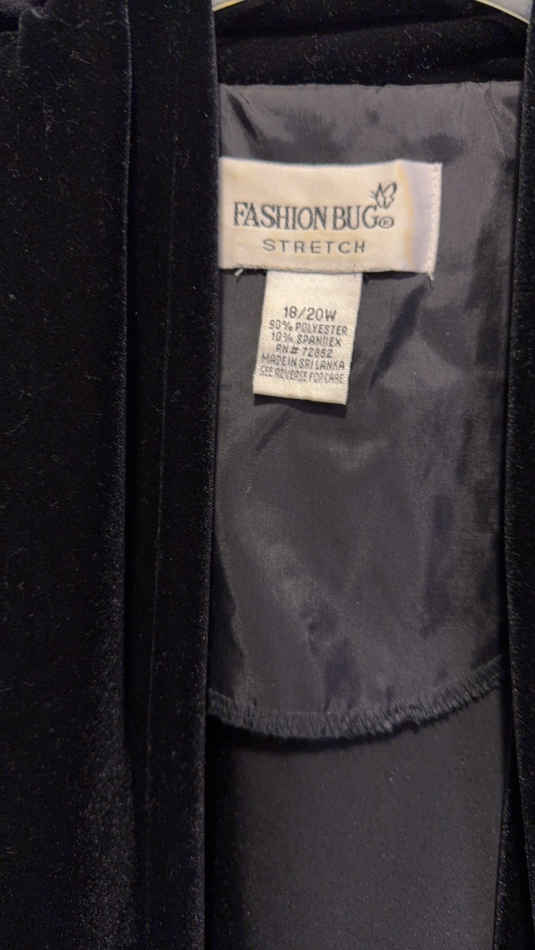 FASHION BUG®
STRETCH
18/20W
90% POLYESTER
10% SPANDEX
RN# 72852
MADE IN SRI LANKA
SEE REVERSE FOR CARE